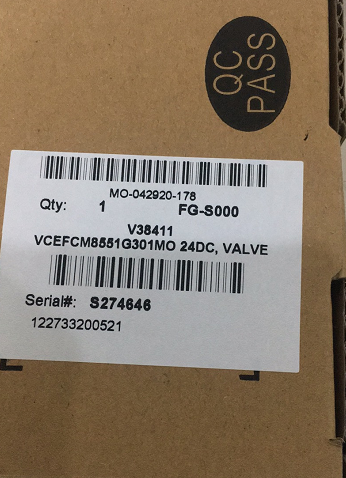 QC
PASS
MO-042920-178
Qty: 1 FG-S000
V38411
VCEFCM8551G301MO 24DC, VALVE
Serial#: S274646
122733200521